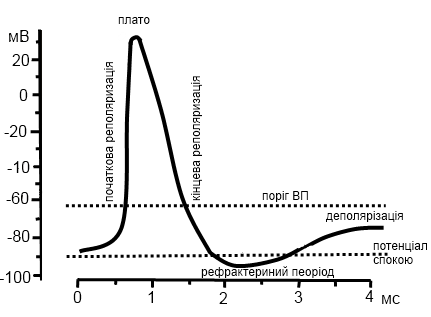 плато
мВ
20
0
-20
-10
-60
-80
-100
початкова реполяризація
кінцева реполяризація
поріг ВП
деполярізація
потенціал
спокою
рефрактериний пеоріод
0
1
2
3
4
мс